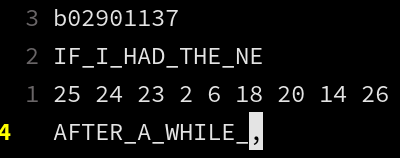 3 b02901137
2 IF_I_HAD_THE_NE
1 25 24 23 2 6 18 20 14 26
4 AFTER_A_WHILE_,